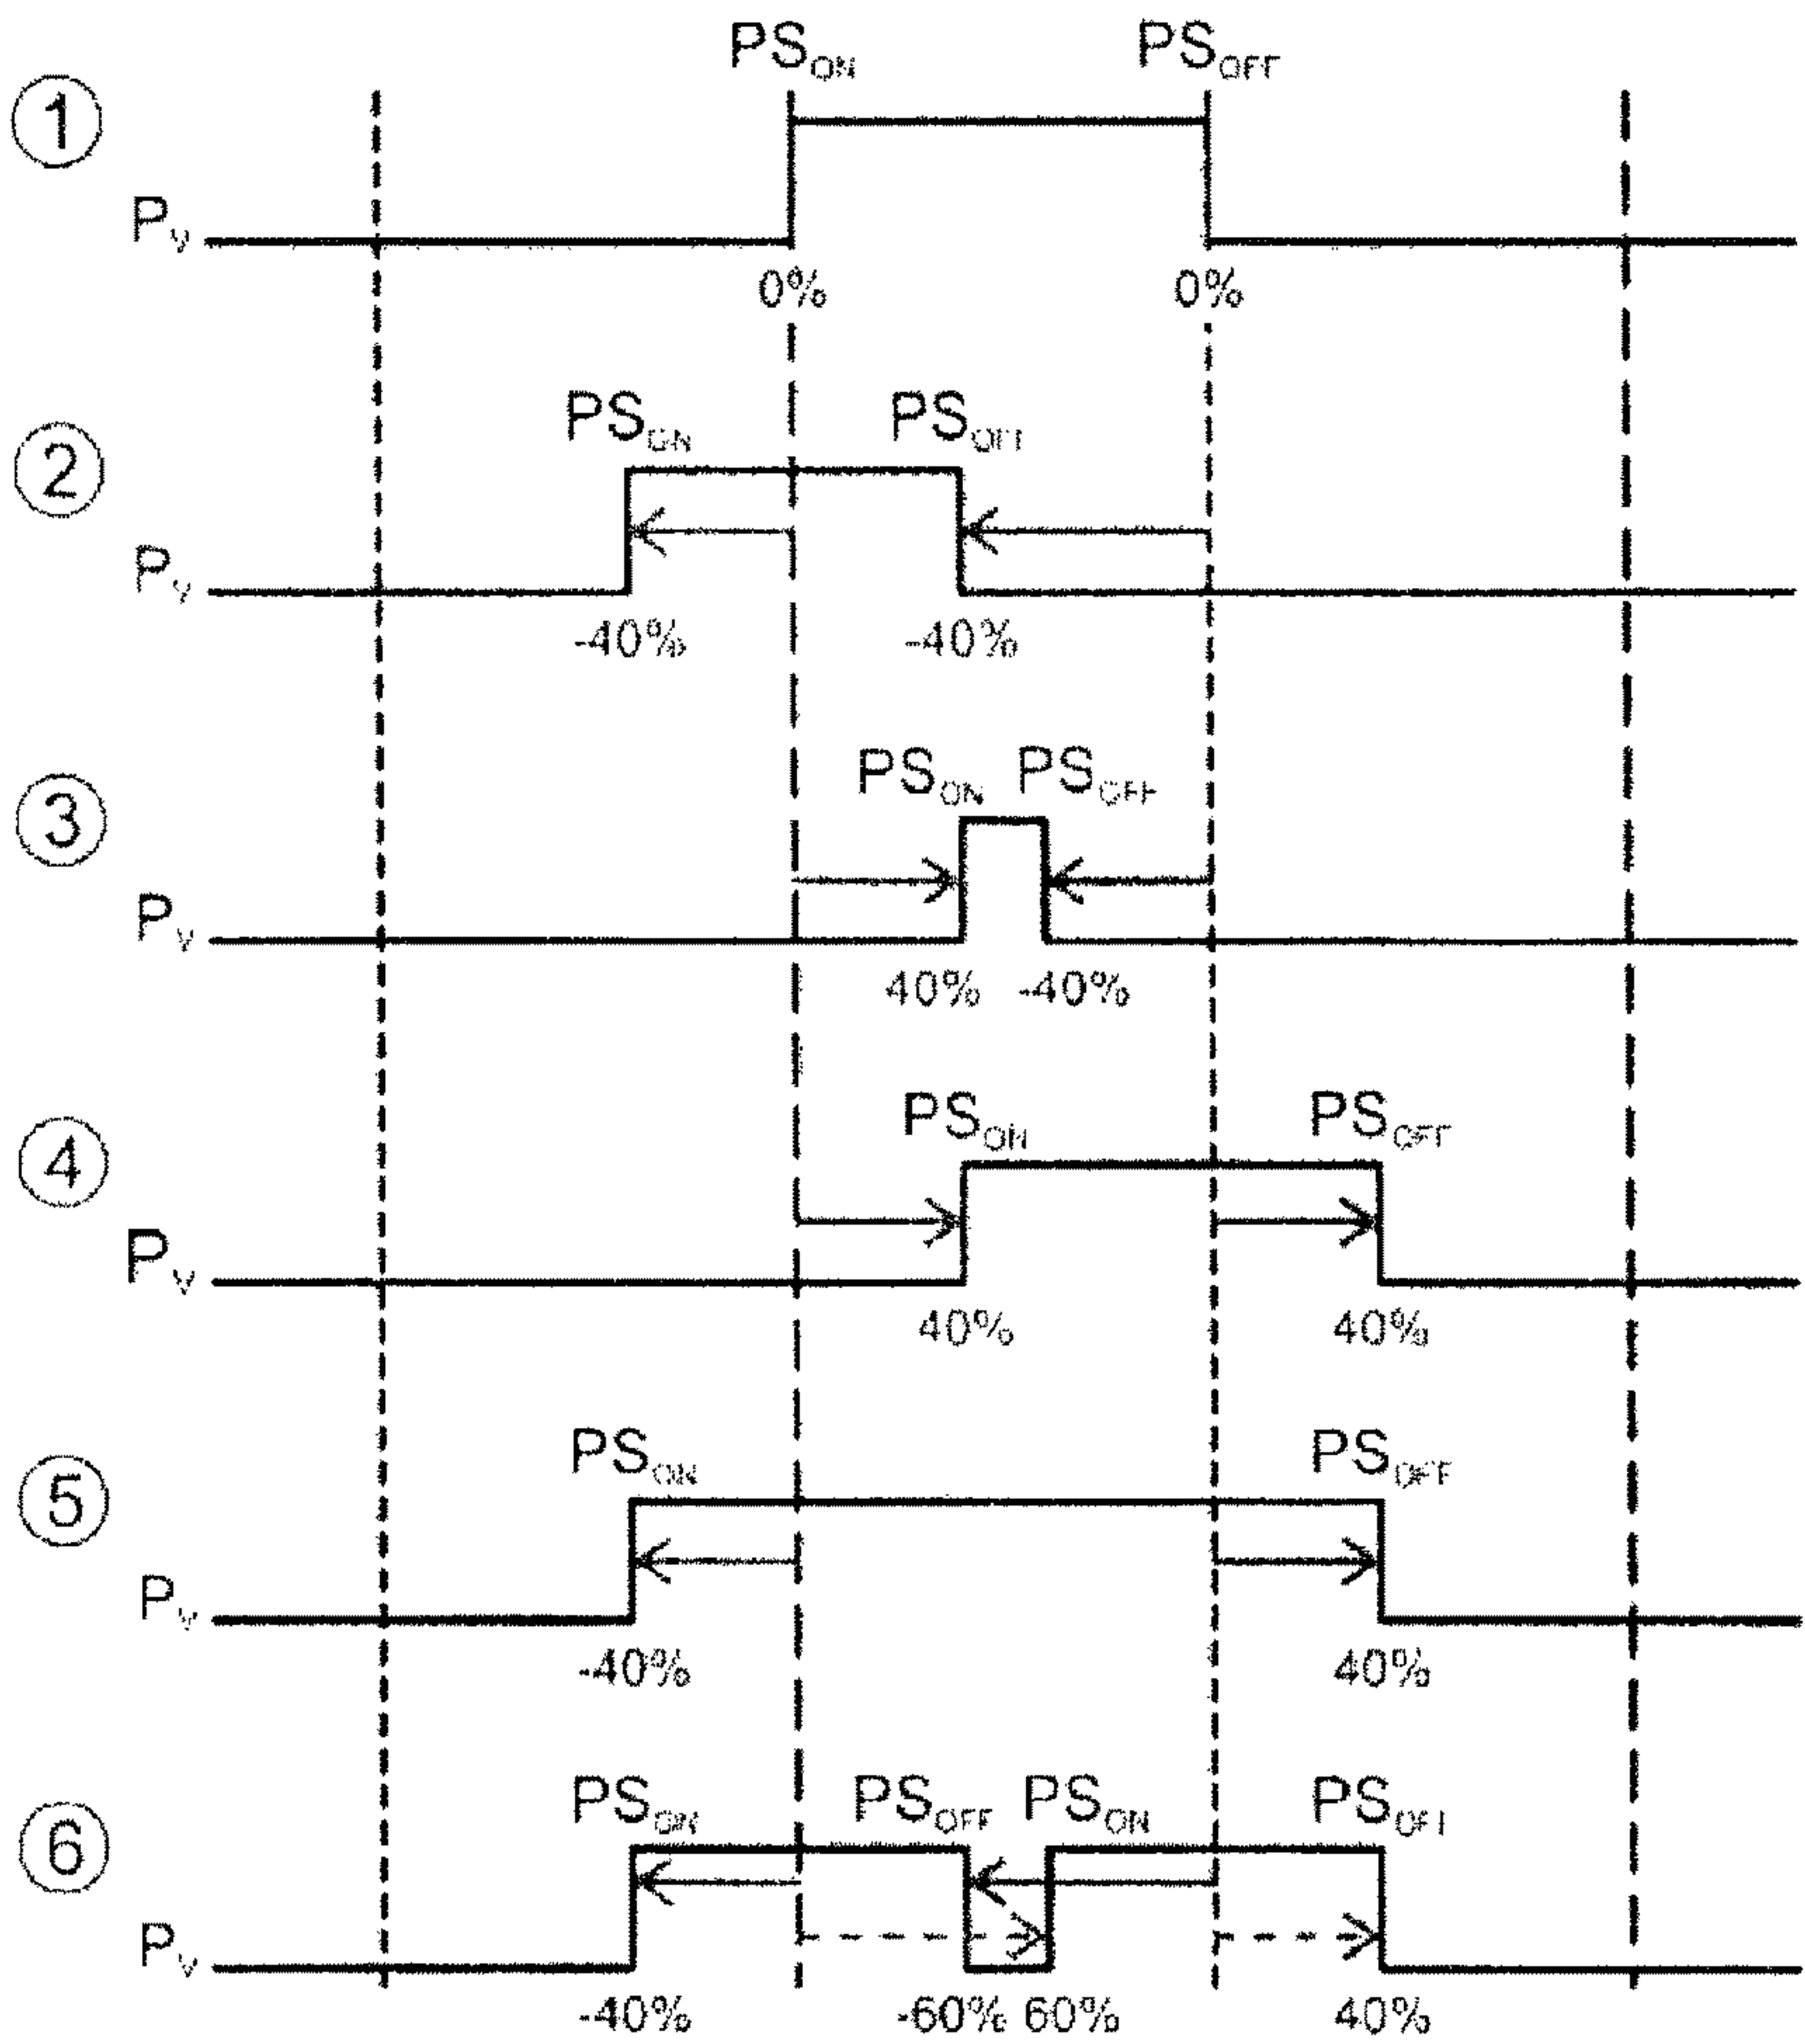 PS_ON PS_OFF
①
P_V
0% 0%
PS_ON PS_OFF
②
P_V
-40% -40%
PS_ON PS_OFF
③
P_V
40% -40%
PS_ON PS_OFF
④
P_V
40% 40%
PS_ON PS_OFF
⑤
P_V
-40% 40%
PS_ON PS_OFF PS_ON PS_OFF
⑥
P_V
-40% -60% 60% 40%